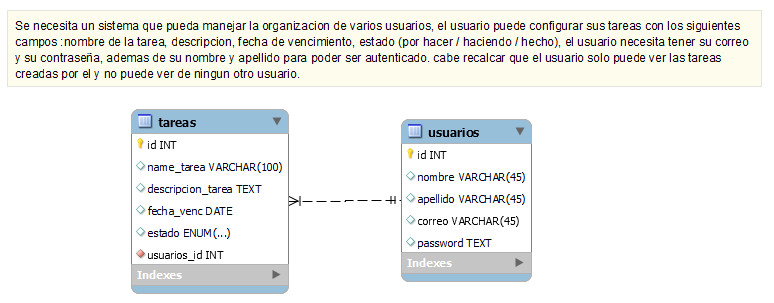 Se necesita un sistema que pueda manejar la organizacion de varios usuarios, el usuario puede configurar sus tareas con los siguientes
campos :nombre de la tarea, descripcion, fecha de vencimiento, estado (por hacer / haciendo / hecho), el usuario necesita tener su correo
y su contraseña, ademas de su nombre y apellido para poder ser autenticado. cabe recalcar que el usuario solo puede ver las tareas
creadas por el y no puede ver de ningun otro usuario.
tareas
id INT
name_tarea VARCHAR(100)
descripcion_tarea TEXT
fecha_venc DATE
estado ENUM(...)
usuarios_id INT
Indexes
usuarios
id INT
nombre VARCHAR(45)
apellido VARCHAR(45)
correo VARCHAR(45)
password TEXT
Indexes